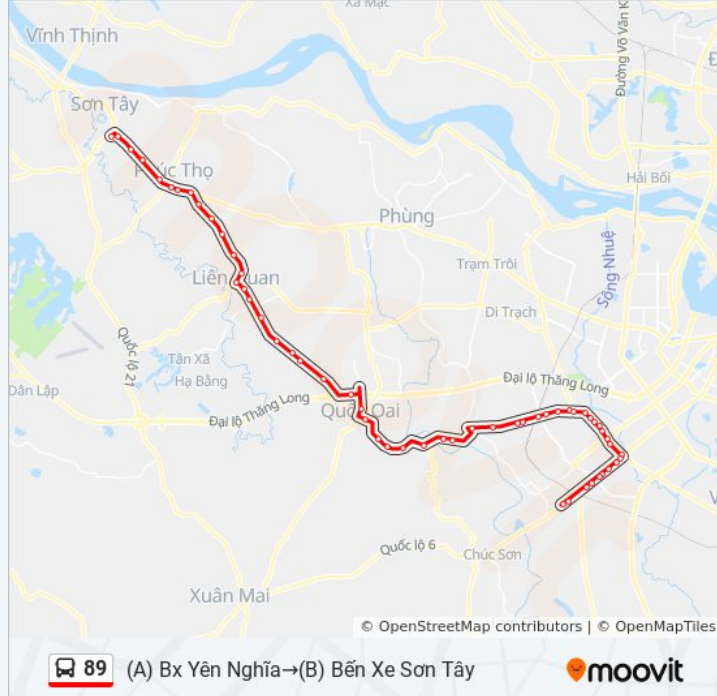 Xã Mạc
Vĩnh Thịnh
Đường Võ Văn K
Sơn Tây
Phúc Thọ
Hải Bối
Phùng
Sông Nhuệ
Trạm Trôi
Liên Quan
Di Trạch
Quốc lộ 21
Tân Xã
Hạ Bằng
Dân Lập
Đại lộ Thăng Long
Đại lộ Thăng Long
Quốc Oai
Quốc lộ 6
Chúc Sơn
Xuân Mai
© OpenStreetMap contributors | © OpenMapTiles
89 (A) Bx Yên Nghĩa→(B) Bến Xe Sơn Tây
moovit